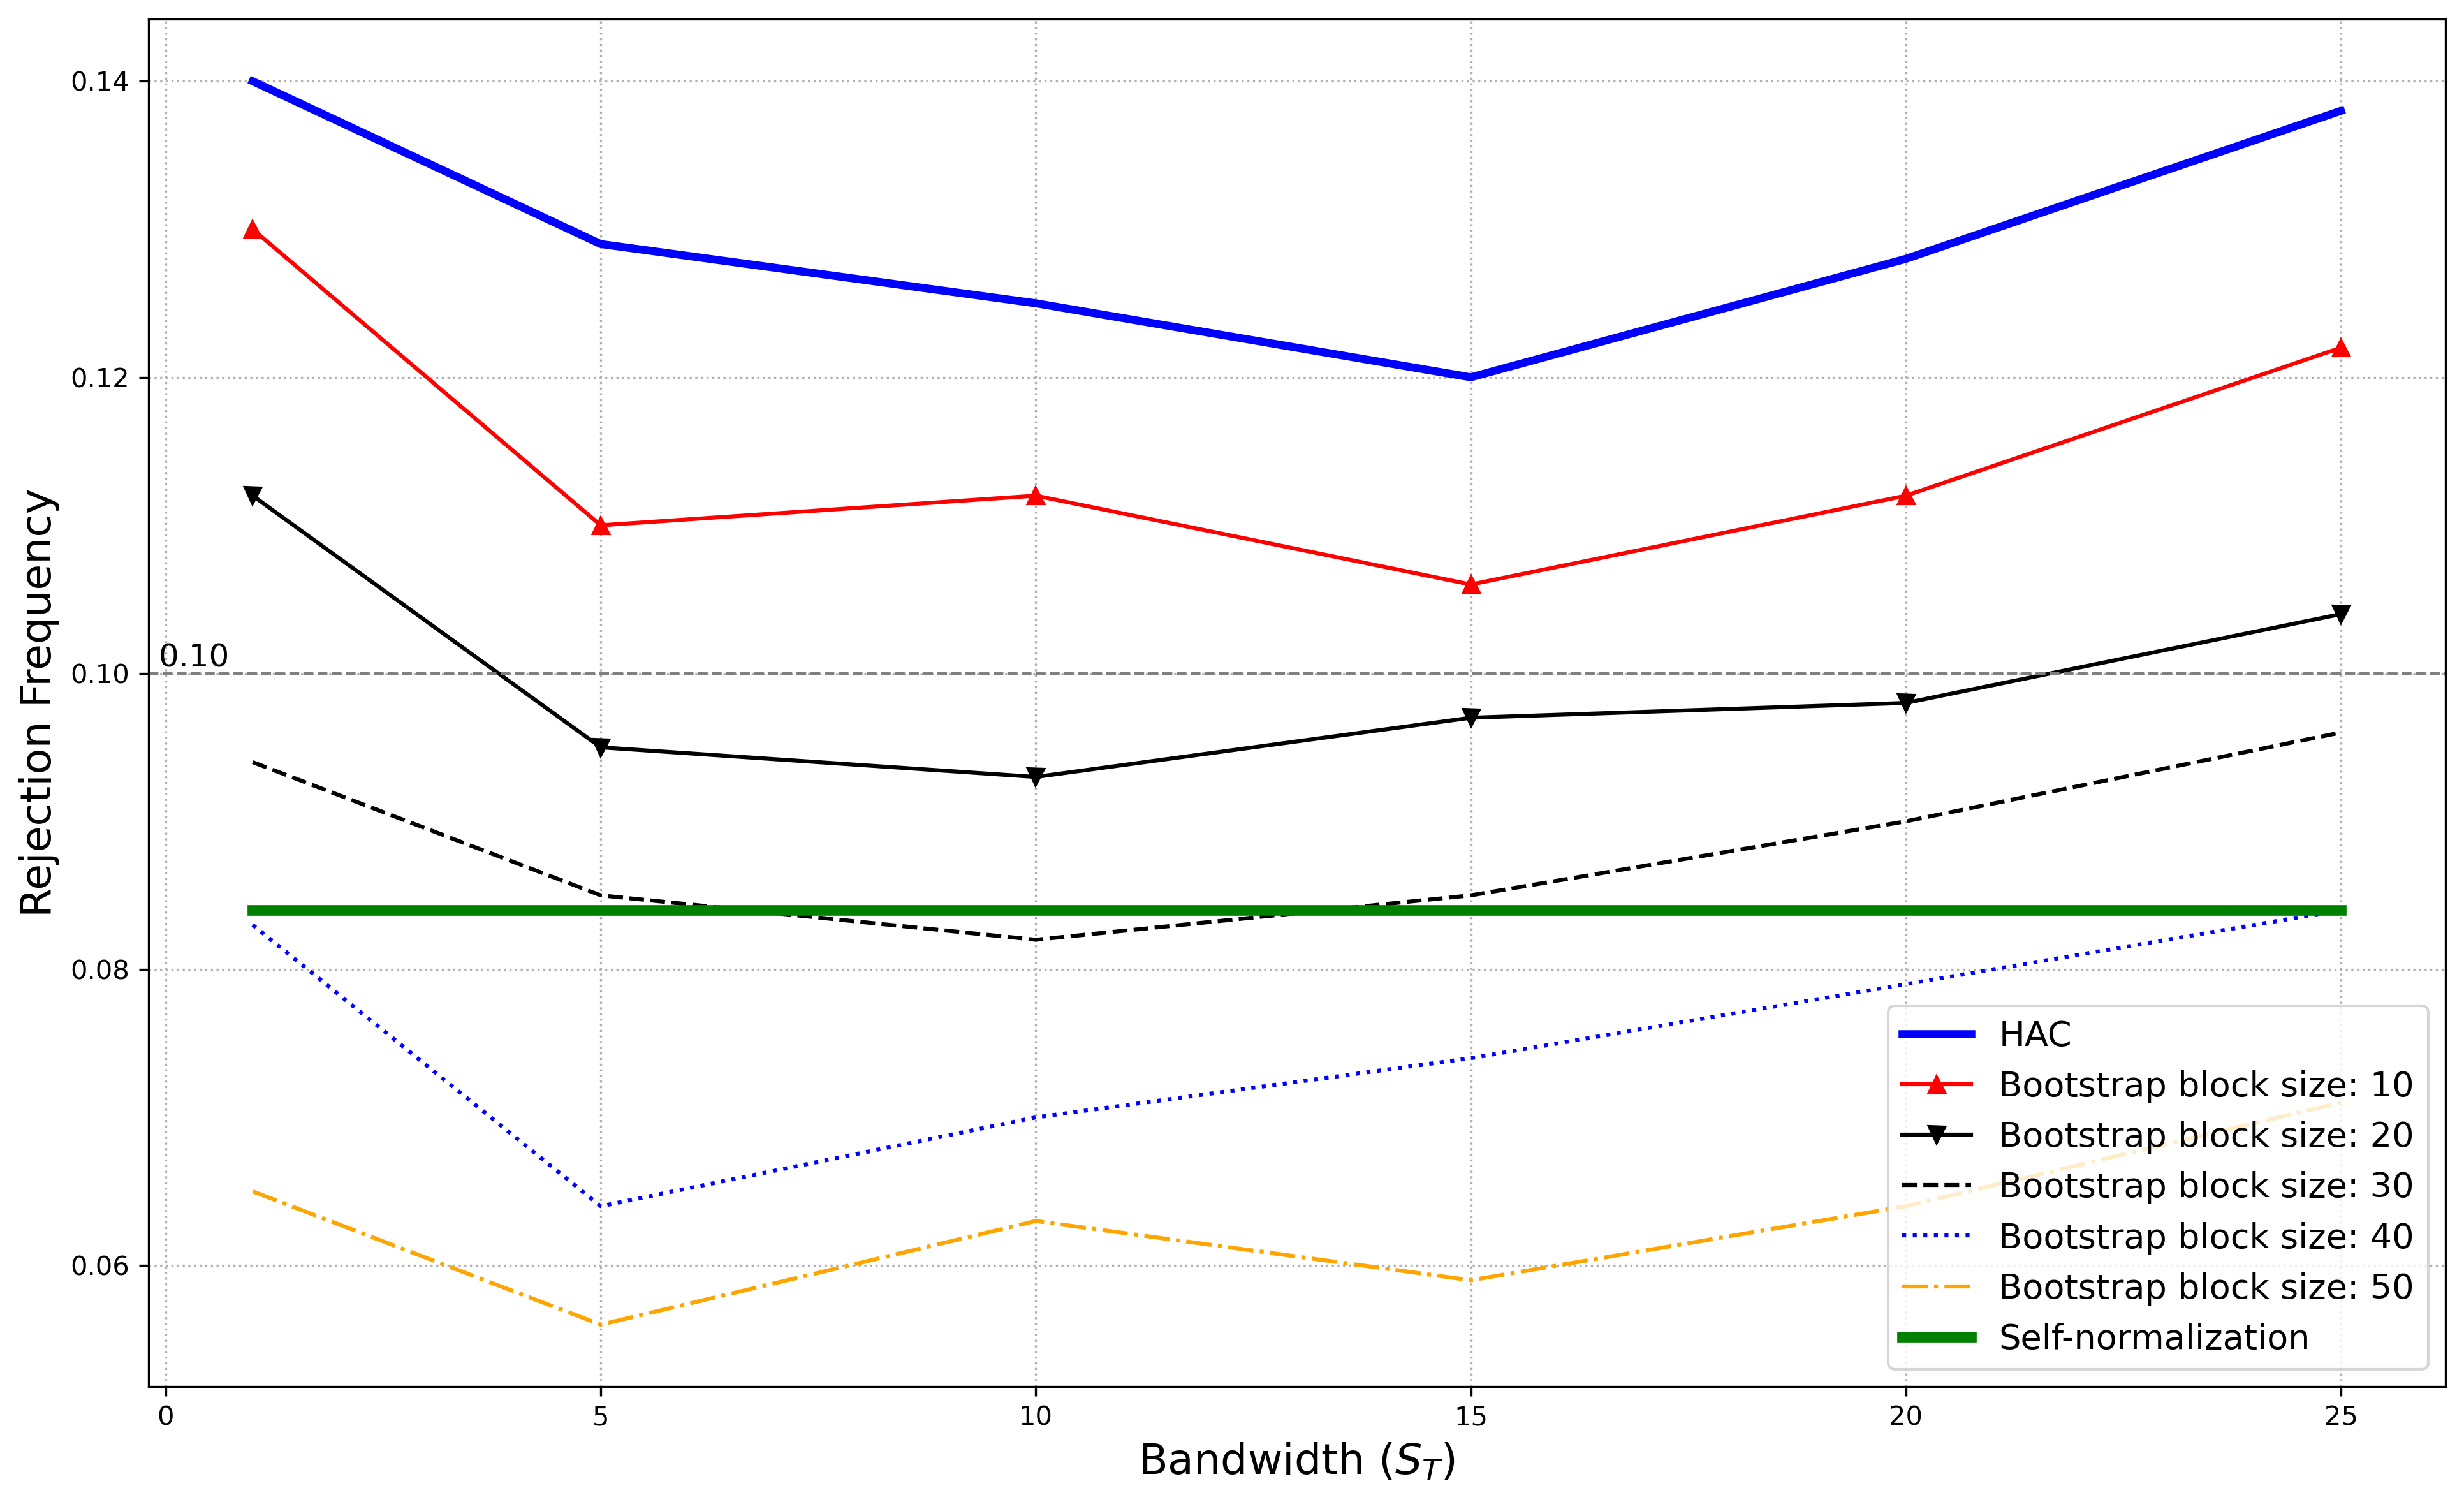 0.14
0.12
0.10
0.10
0.08
0.06
Rejection Frequency
HAC
Bootstrap block size: 10
Bootstrap block size: 20
Bootstrap block size: 30
Bootstrap block size: 40
Bootstrap block size: 50
Self-normalization
0 5 10 15 20 25
Bandwidth (S_T)